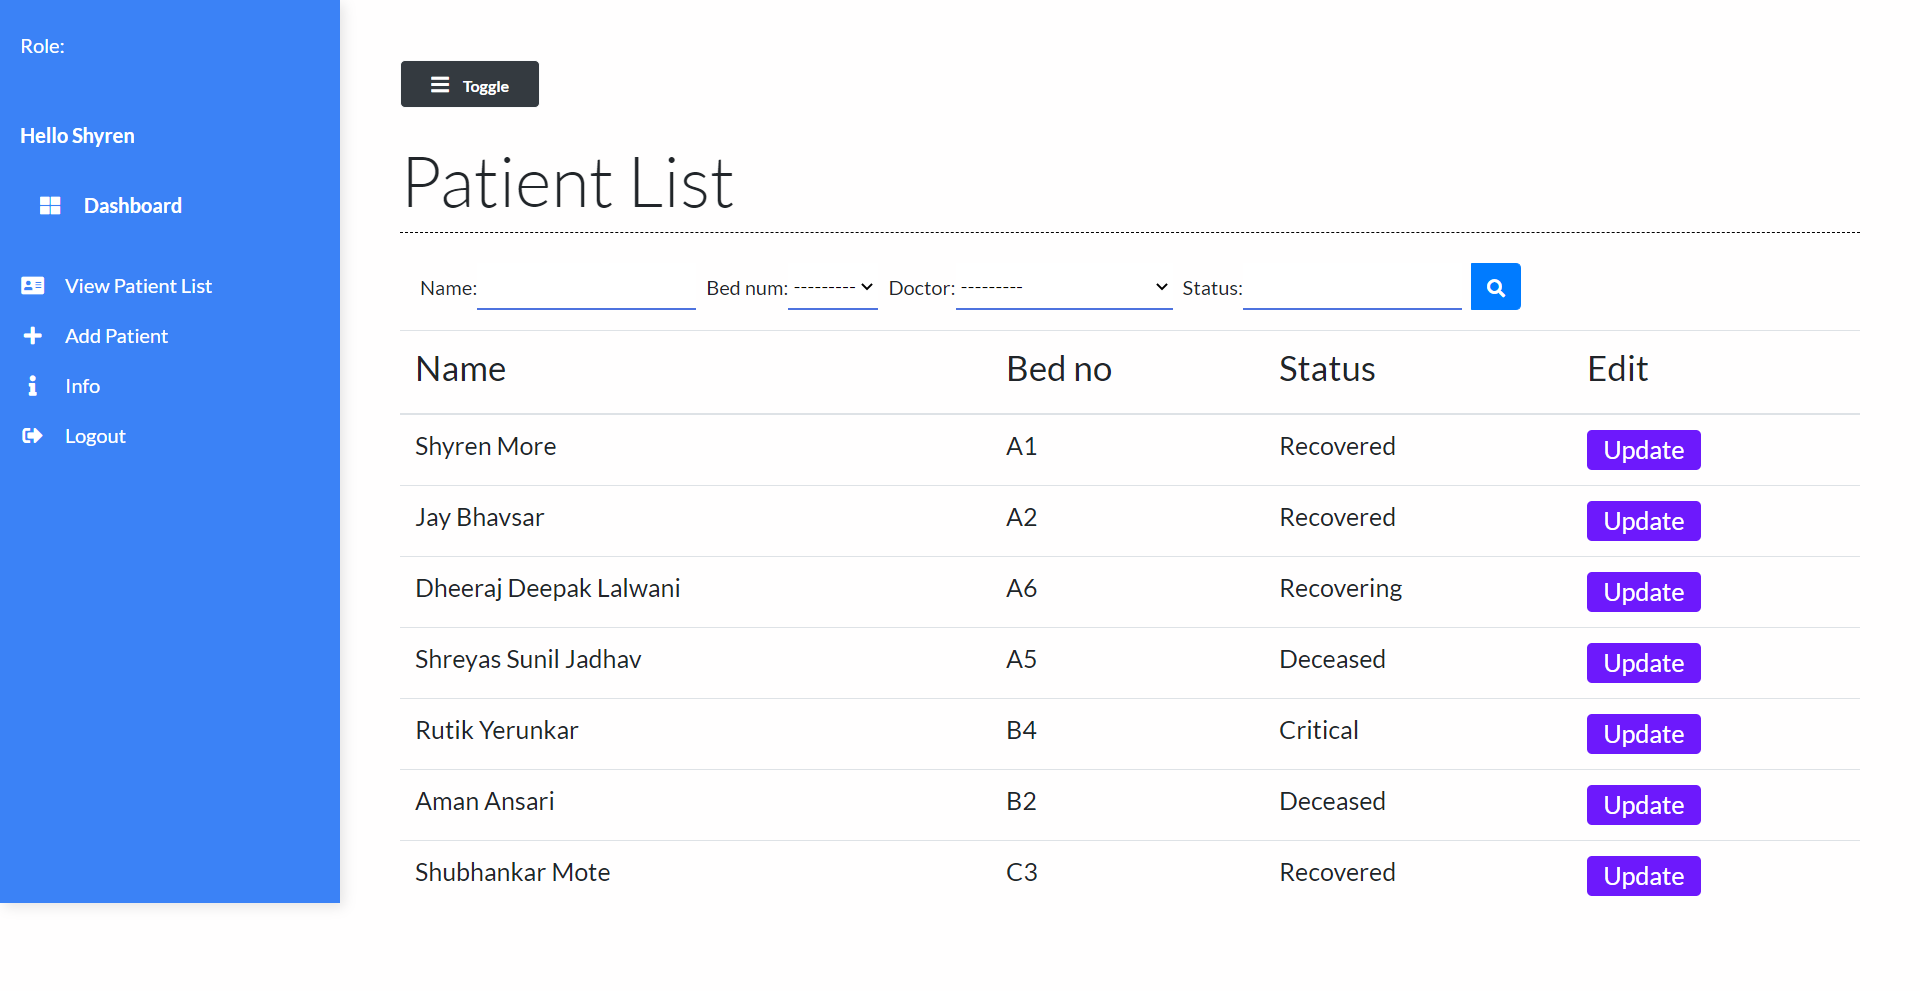 Role:
Hello Shyren
Dashboard
View Patient List
Add Patient
Info
Logout
Toggle
Patient List
Name: Bed num: --------- Doctor: --------- Status:
Name Bed no Status Edit
Shyren More A1 Recovered Update
Jay Bhavsar A2 Recovered Update
Dheeraj Deepak Lalwani A6 Recovering Update
Shreyas Sunil Jadhav A5 Deceased Update
Rutik Yerunkar B4 Critical Update
Aman Ansari B2 Deceased Update
Shubhankar Mote C3 Recovered Update